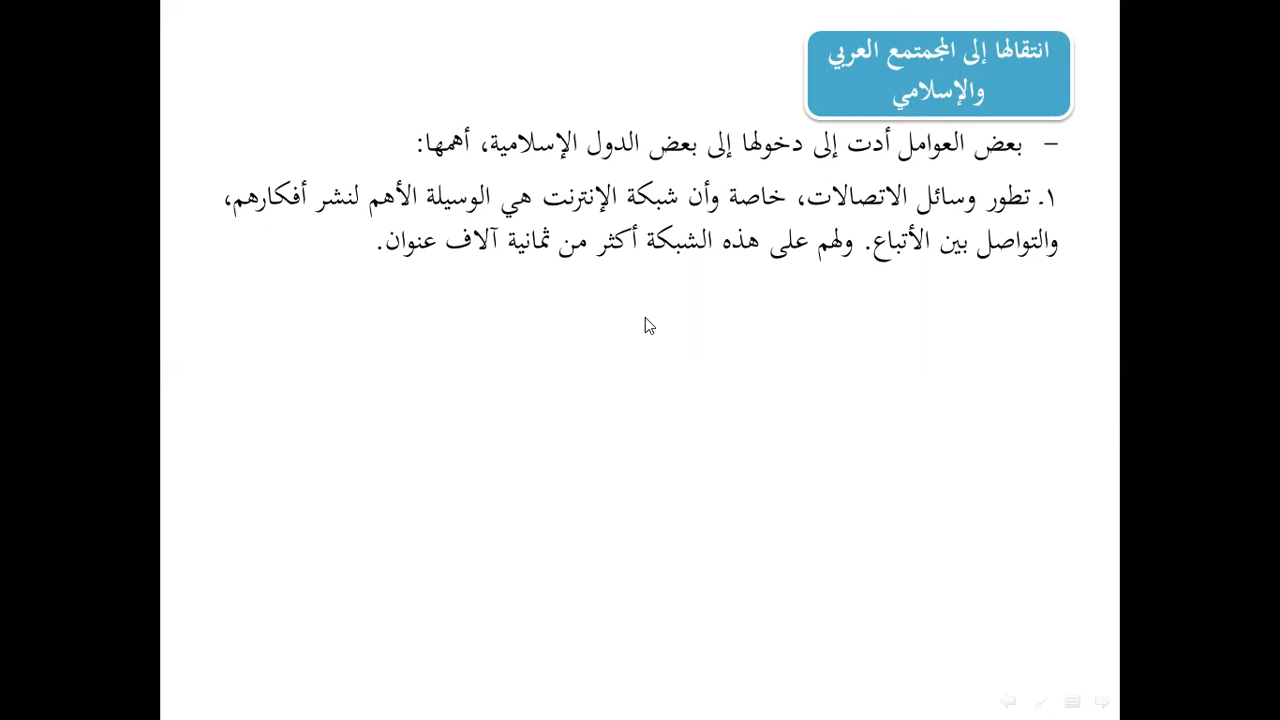 انتقالها إلى المجمتمع العربي
والإسلامي
– بعض العوامل أدت إلى دخولها إلى بعض الدول الإسلامية، أهمها:
١. تطور وسائل الاتصالات، خاصة وأن شبكة الإنترنت هي الوسيلة الأهم لنشر أفكارهم،
والتواصل بين الأتباع. ولهم على هذه الشبكة أكثر من ثمانية آلاف عنوان.